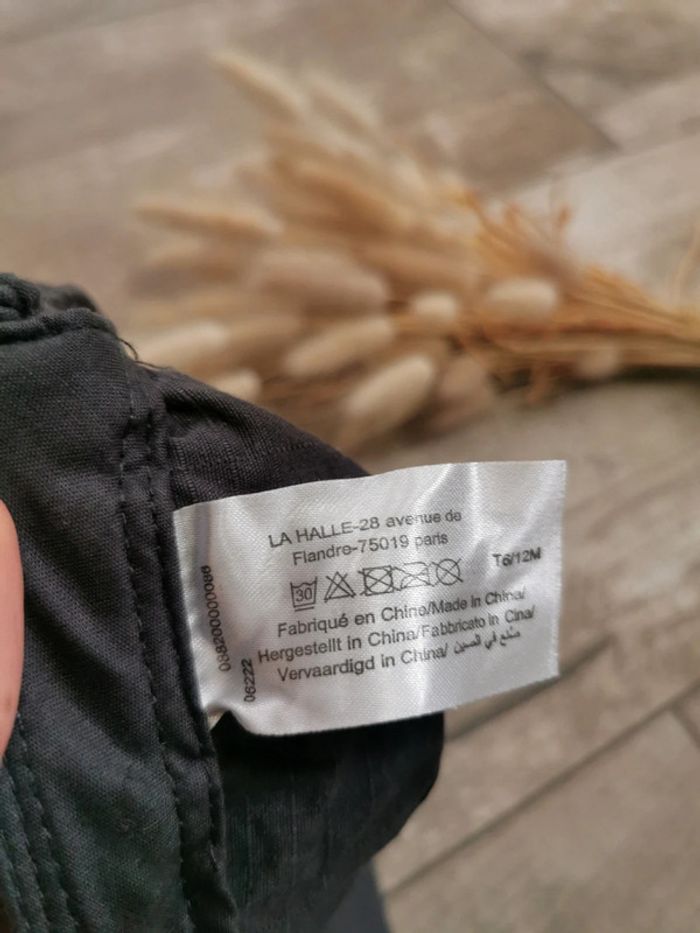 LA HALLE-28 avenue de
Flandre-75019 paris
30
T6/12M
Fabriqué en Chine/Made in China/
Hergestellt in China/Fabbricato in Cina/
Vervaardigd in China/ صنع في الصين
088200000086
06222